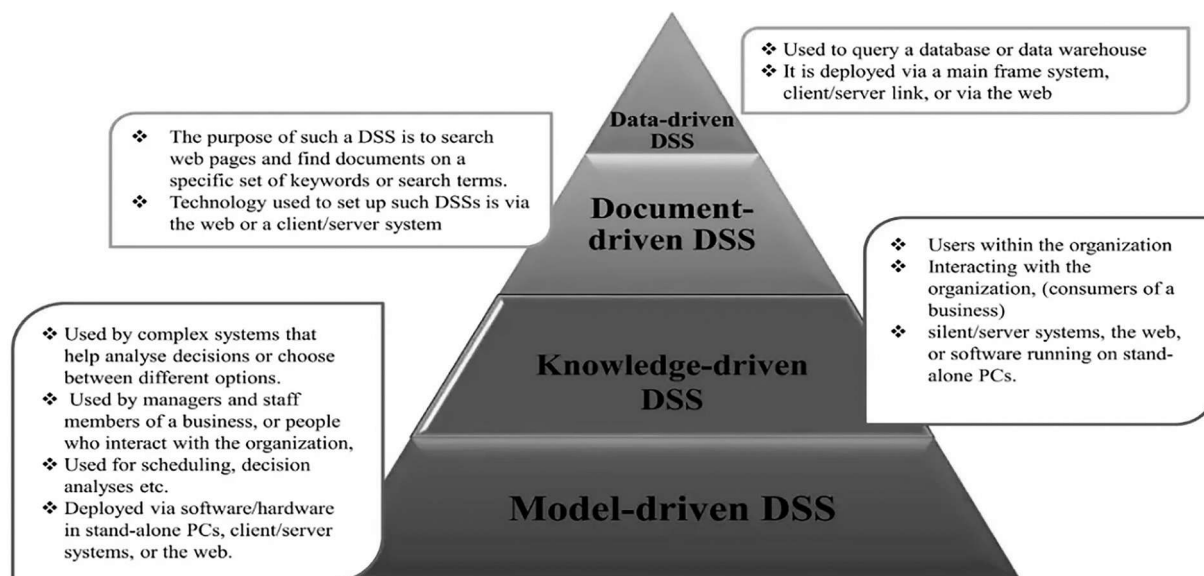 ❖ Used to query a database or data warehouse
❖ It is deployed via a main frame system,
client/server link, or via the web
Data-driven
DSS
❖ The purpose of such a DSS is to search
web pages and find documents on a
specific set of keywords or search terms.
❖ Technology used to set up such DSSs is via
the web or a client/server system
Document-
driven DSS
❖ Users within the organization
❖ Interacting with the
organization, (consumers of a
business)
❖ silent/server systems, the web,
or software running on stand-
alone PCs.
Knowledge-driven
DSS
❖ Used by complex systems that
help analyse decisions or choose
between different options.
❖ Used by managers and staff
members of a business, or people
who interact with the organization,
❖ Used for scheduling, decision
analyses etc.
❖ Deployed via software/hardware
in stand-alone PCs, client/server
systems, or the web.
Model-driven DSS